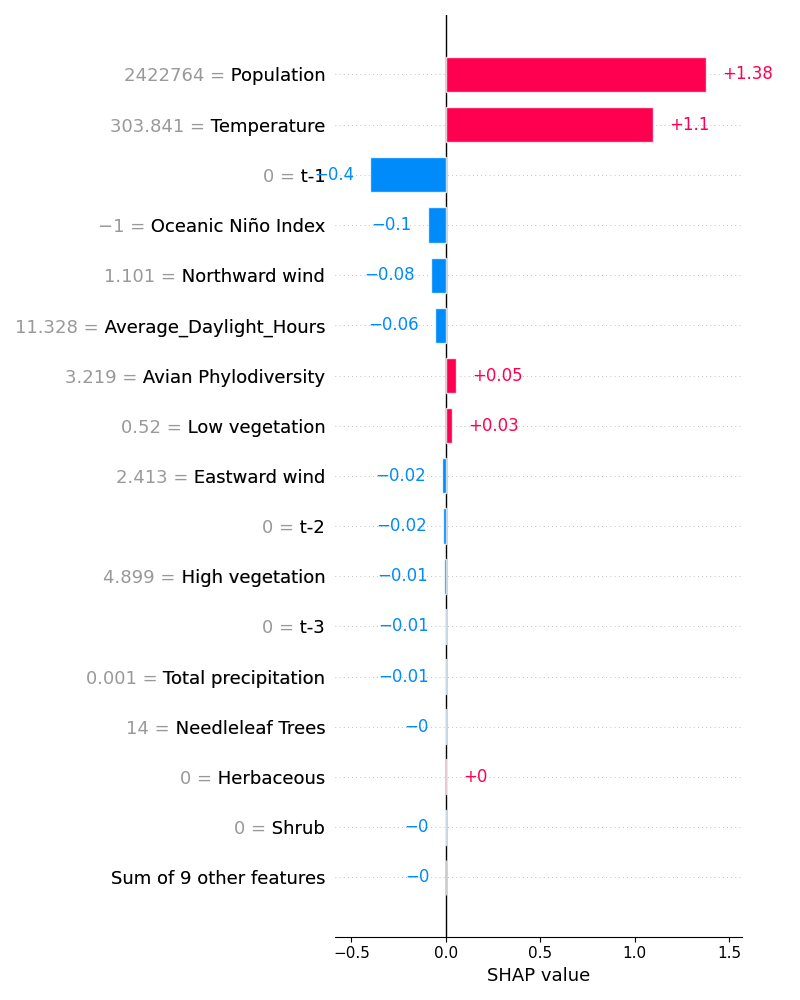 2422764 = Population +1.38
303.841 = Temperature +1.1
0 = t-1 −0.4
−1 = Oceanic Niño Index −0.1
1.101 = Northward wind −0.08
11.328 = Average_Daylight_Hours −0.06
3.219 = Avian Phylodiversity +0.05
0.52 = Low vegetation +0.03
2.413 = Eastward wind −0.02
0 = t-2 −0.02
4.899 = High vegetation −0.01
0 = t-3 −0.01
0.001 = Total precipitation −0.01
14 = Needleleaf Trees −0
0 = Herbaceous +0
0 = Shrub −0
Sum of 9 other features −0
−0.5 0.0 0.5 1.0 1.5
SHAP value